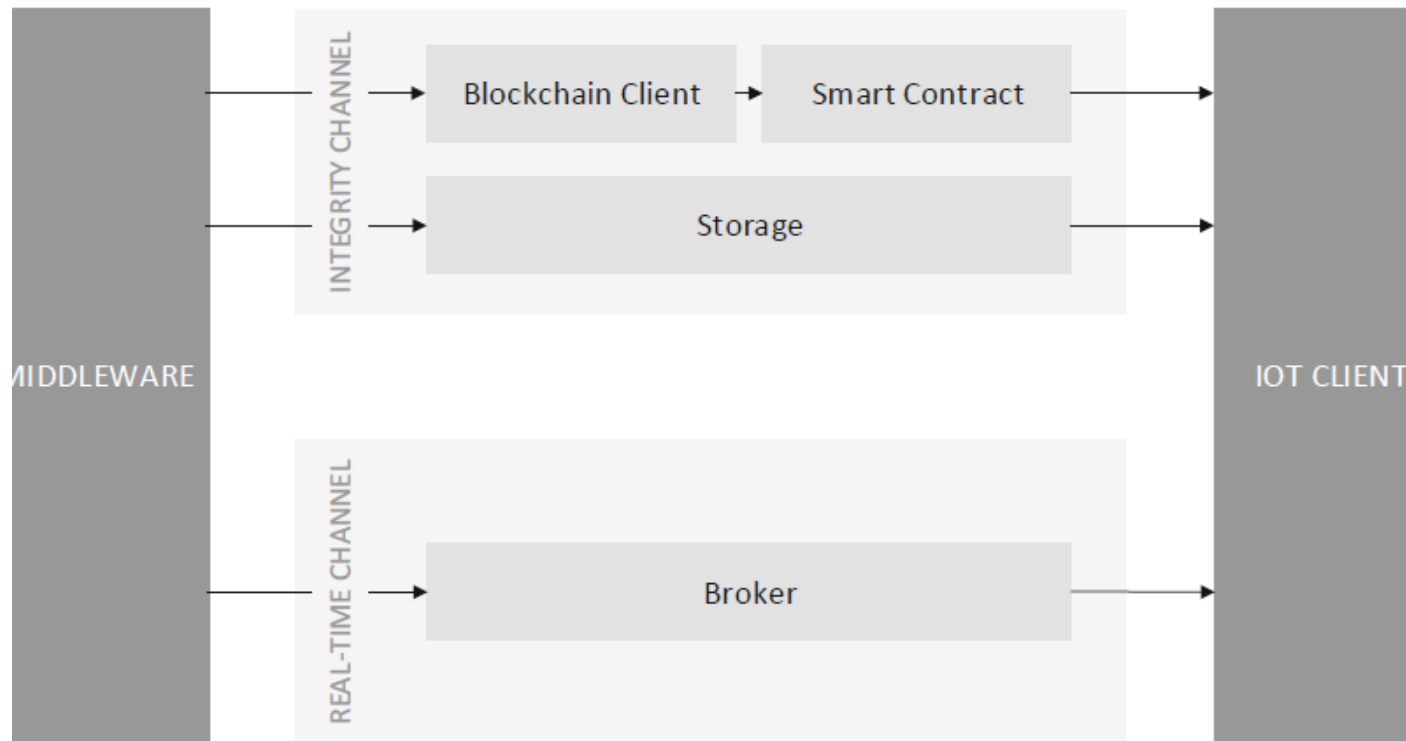 INTEGRITY CHANNEL
Blockchain Client
Smart Contract
Storage
MIDDLEWARE
IOT CLIENT
REAL-TIME CHANNEL
Broker